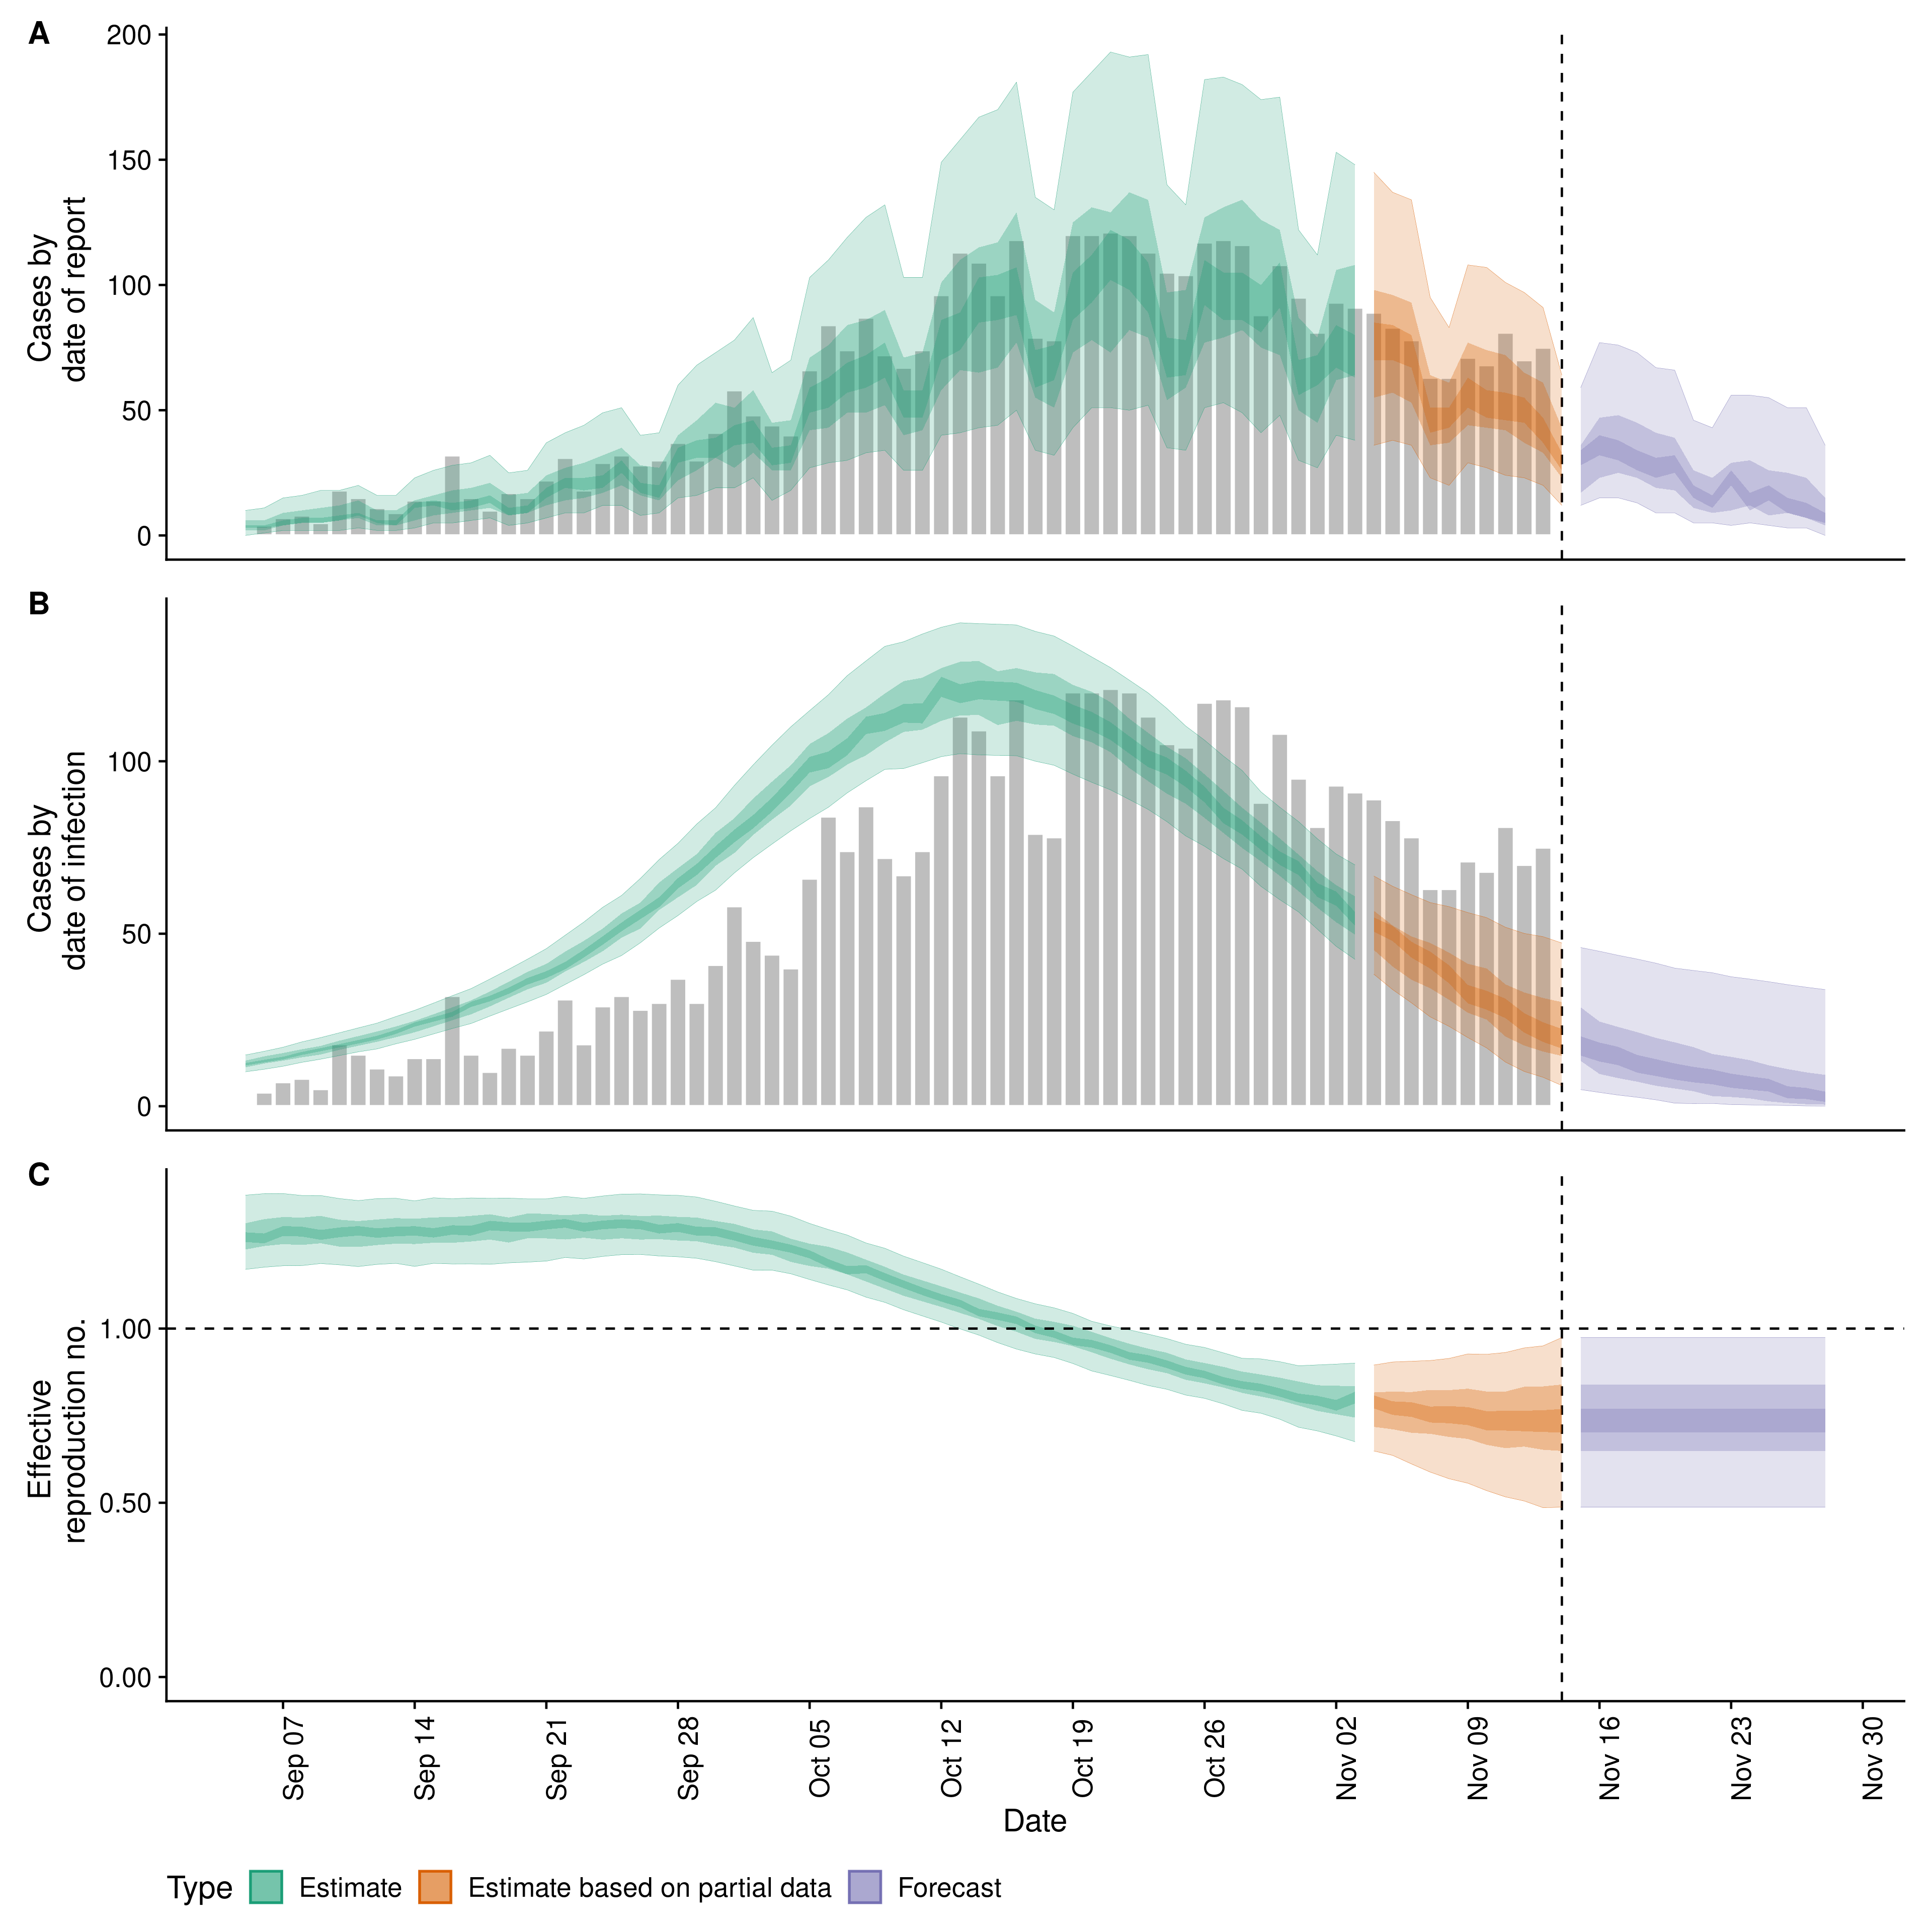 A
Cases by
date of report
200
150
100
50
0
B
Cases by
date of infection
100
50
0
C
Effective
reproduction no.
1.00
0.50
0.00
Sep 07
Sep 14
Sep 21
Sep 28
Oct 05
Oct 12
Oct 19
Oct 26
Nov 02
Nov 09
Nov 16
Nov 23
Nov 30
Date
Type Estimate Estimate based on partial data Forecast